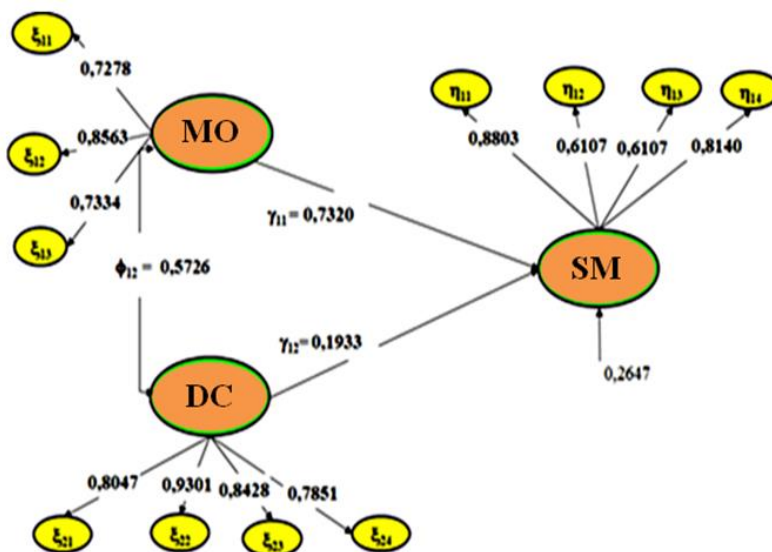 ξ11
0,7278
MO
ξ12
0,8563
0,7334
ξ13
η11
η12
η13
η14
0,8803
0,6107
0,6107
0,8140
γ11= 0,7320
ϕ12 = 0,5726
SM
γ12= 0,1933
DC
0,2647
0,8047
0,9301
0,8428
0,7851
ξ21
ξ22
ξ23
ξ24